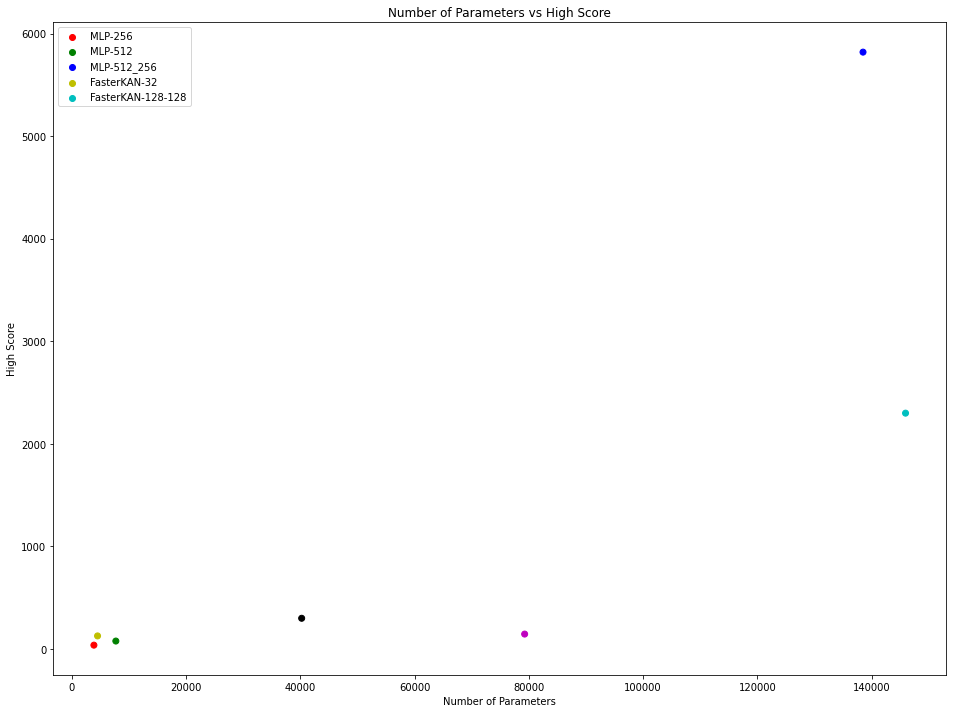 Number of Parameters vs High Score
MLP-256
MLP-512
MLP-512_256
FasterKAN-32
FasterKAN-128-128
6000
5000
4000
3000
2000
1000
0
High Score
0
20000
40000
60000
80000
100000
120000
140000
Number of Parameters